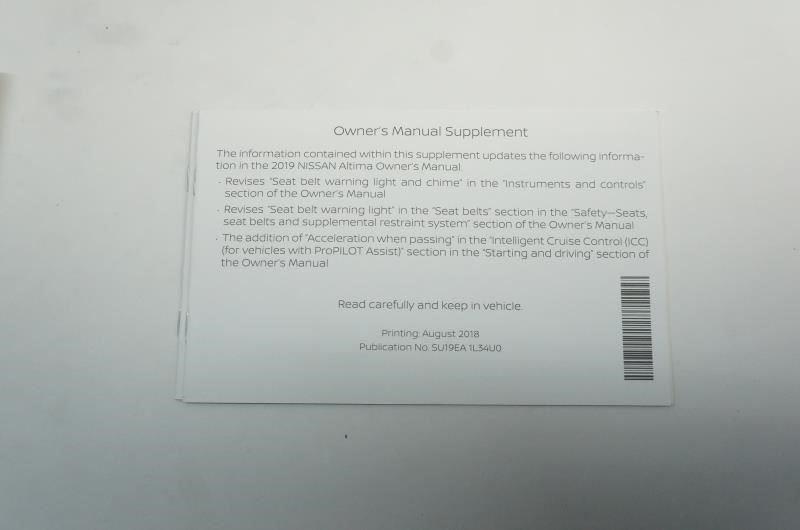 Owner's Manual Supplement
The information contained within this supplement updates the following informa-
tion in the 2019 NISSAN Altima Owner's Manual:
· Revises "Seat belt warning light and chime" in the "Instruments and controls"
section of the Owner's Manual
· Revises "Seat belt warning light" in the "Seat belts" section in the "Safety—Seats,
seat belts and supplemental restraint system" section of the Owner's Manual
· The addition of "Acceleration when passing" in the "Intelligent Cruise Control (ICC)
(for vehicles with ProPILOT Assist)" section in the "Starting and driving" section of
the Owner's Manual
Read carefully and keep in vehicle.
Printing: August 2018
Publication No. SU19EA 1L34U0